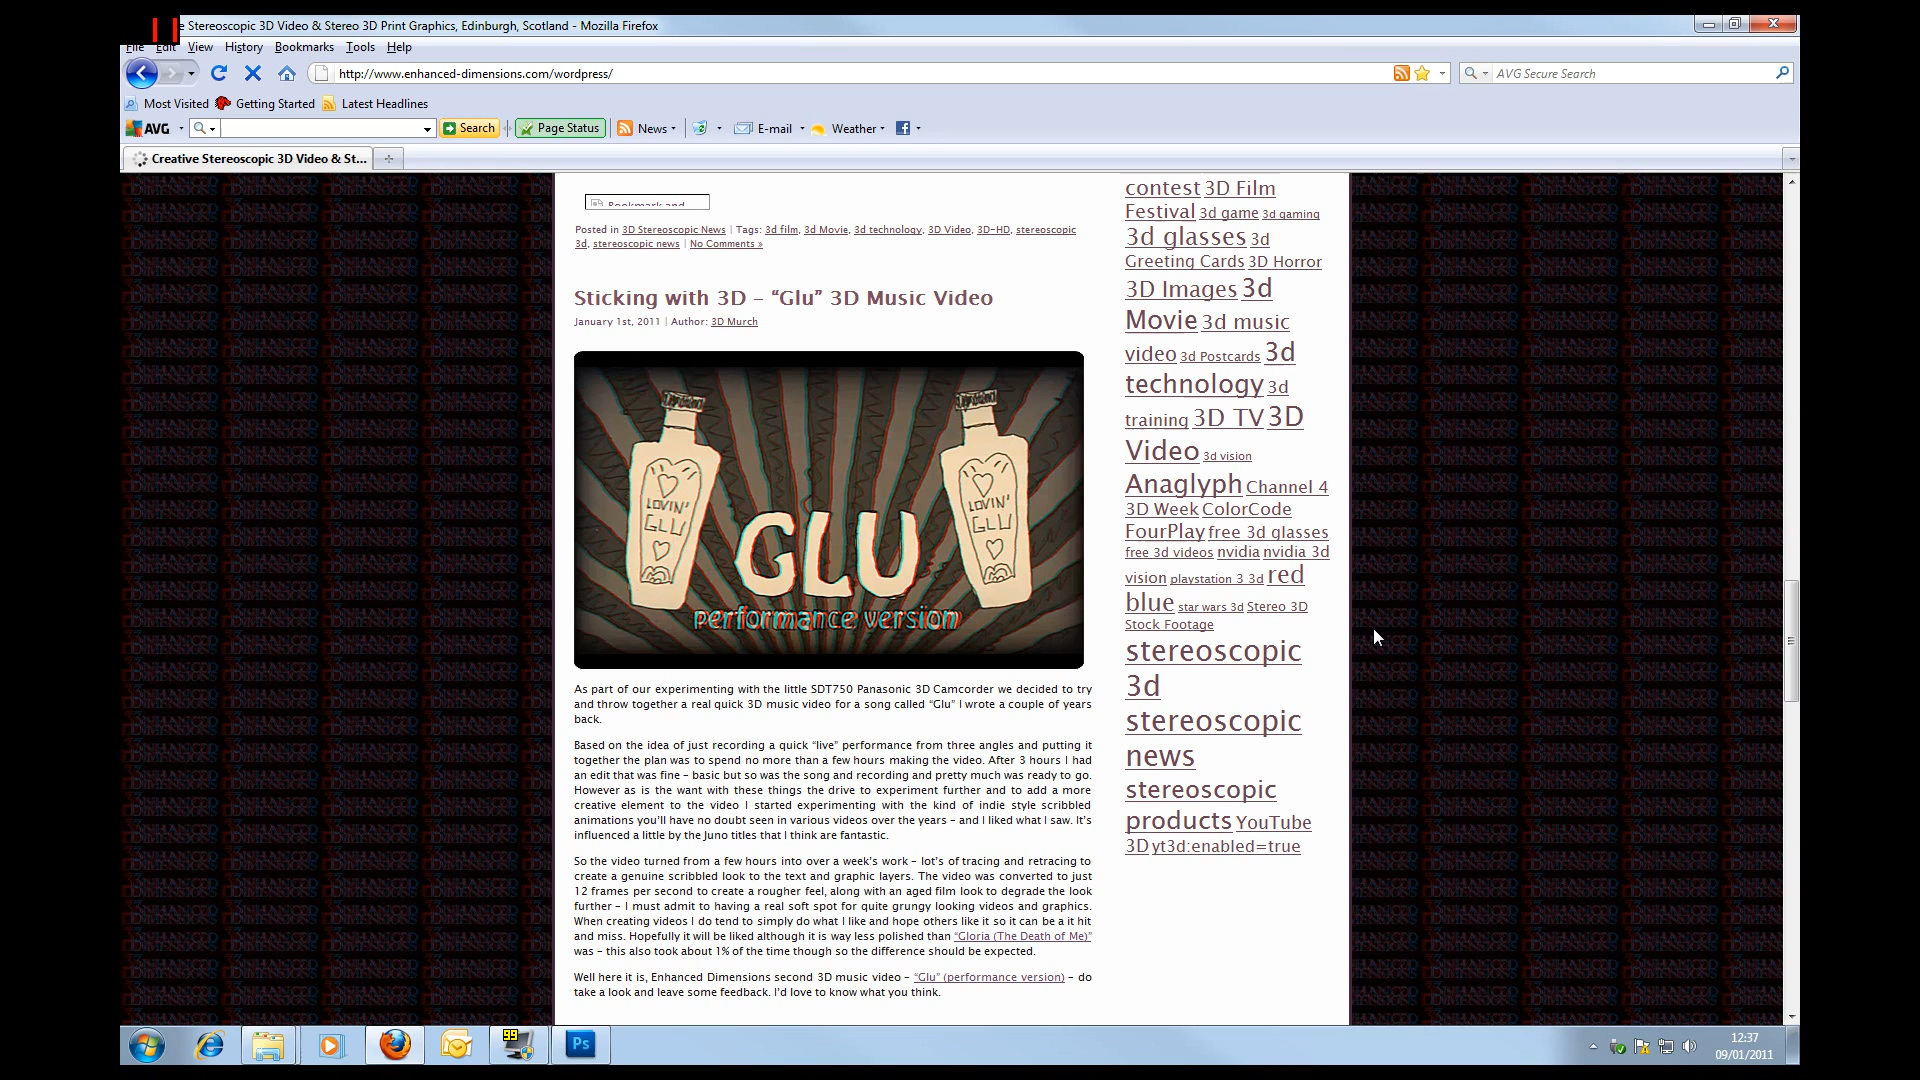 e Stereoscopic 3D Video & Stereo 3D Print Graphics, Edinburgh, Scotland - Mozilla Firefox
File Edit View History Bookmarks Tools Help
http://www.enhanced-dimensions.com/wordpress/
AVG Secure Search
Most Visited Getting Started Latest Headlines
AVG Search Page Status News E-mail Weather
Creative Stereoscopic 3D Video & St...
Bookmark and
Posted in 3D Stereoscopic News | Tags: 3d film, 3d Movie, 3d technology, 3D Video, 3D-HD, stereoscopic
3d, stereoscopic news | No Comments »
Sticking with 3D – “Glu” 3D Music Video
January 1st, 2011 | Author: 3D Murch
LOVIN'
GLU
LOVIN'
GLU
GLU
performance version
As part of our experimenting with the little SDT750 Panasonic 3D Camcorder we decided to try
and throw together a real quick 3D music video for a song called “Glu” I wrote a couple of years
back.
Based on the idea of just recording a quick “live” performance from three angles and putting it
together the plan was to spend no more than a few hours making the video. After 3 hours I had
an edit that was fine – basic but so was the song and recording and pretty much was ready to go.
However as is the want with these things the drive to experiment further and to add a more
creative element to the video I started experimenting with the kind of indie style scribbled
animations you’ll have no doubt seen in various videos over the years – and I liked what I saw. It’s
influenced a little by the Juno titles that I think are fantastic.
So the video turned from a few hours into over a week’s work – lot’s of tracing and retracing to
create a genuine scribbled look to the text and graphic layers. The video was converted to just
12 frames per second to create a rougher feel, along with an aged film look to degrade the look
further – I must admit to having a real soft spot for quite grungy looking videos and graphics.
When creating videos I do tend to simply do what I like and hope others like it so it can be a it hit
and miss. Hopefully it will be liked although it is way less polished than “Gloria (The Death of Me)”
was – this also took about 1% of the time though so the difference should be expected.
Well here it is, Enhanced Dimensions second 3D music video – “Glu” (performance version) – do
take a look and leave some feedback. I’d love to know what you think.
contest 3D Film
Festival 3d game 3d gaming
3d glasses 3d
Greeting Cards 3D Horror
3D Images 3d
Movie 3d music
video 3d Postcards 3d
technology 3d
training 3D TV 3D
Video 3d vision
Anaglyph Channel 4
3D Week ColorCode
FourPlay free 3d glasses
free 3d videos nvidia nvidia 3d
vision playstation 3 3d red
blue star wars 3d Stereo 3D
Stock Footage
stereoscopic
3d
stereoscopic
news
stereoscopic
products YouTube
3D yt3d:enabled=true
99
Ps
12:37
09/01/2011